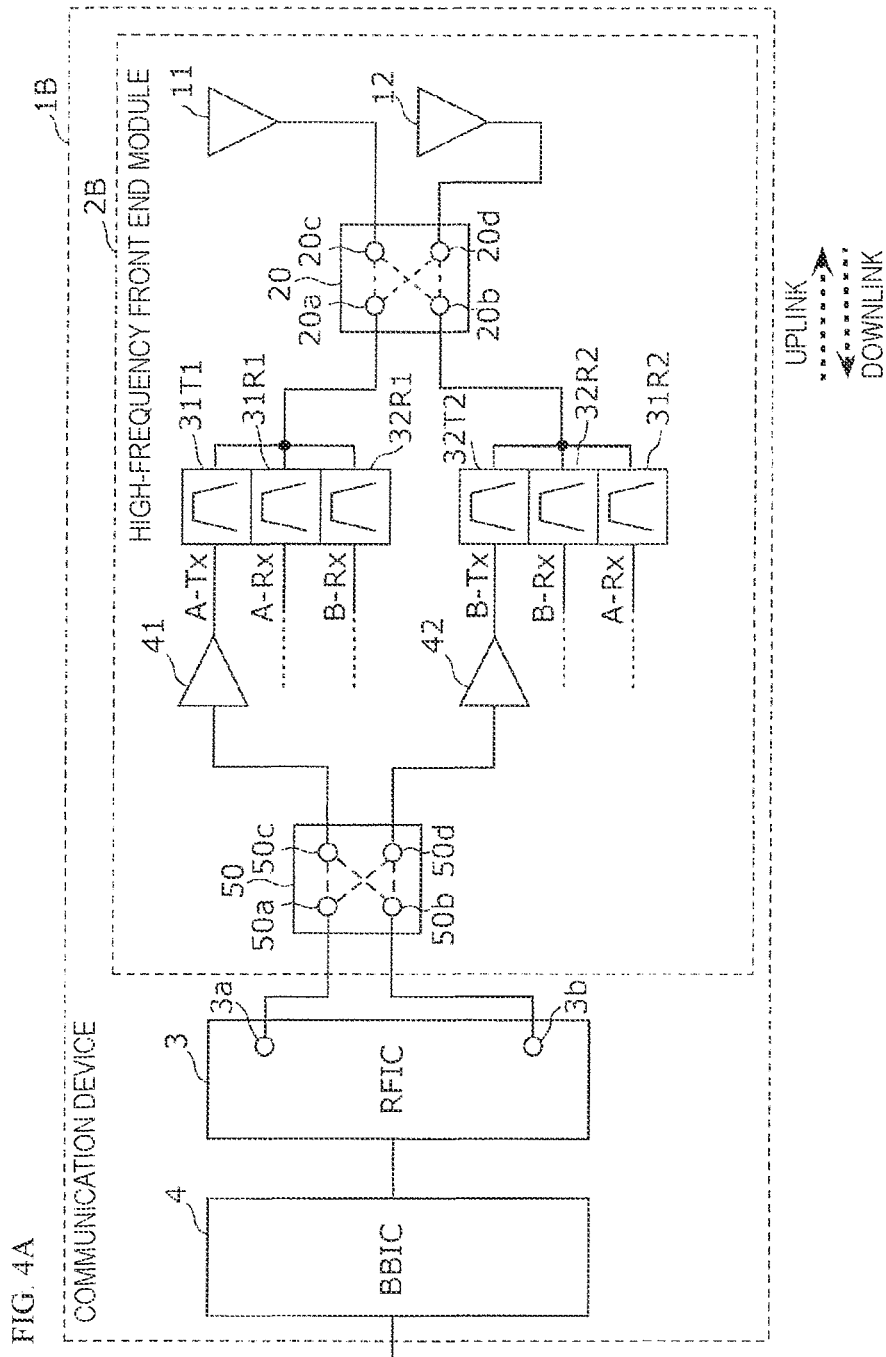 FIG. 4A
COMMUNICATION DEVICE
1B
2B
HIGH-FREQUENCY FRONT END MODULE
4
BBIC
3
RFIC
3a
3b
50
50a
50c
50b
50d
41
42
A-Tx
A-Rx
B-Rx
31T1
31R1
32R1
B-Tx
B-Rx
A-Rx
32T2
32R2
31R2
20
20a
20c
20b
20d
11
12
UPLINK
DOWNLINK